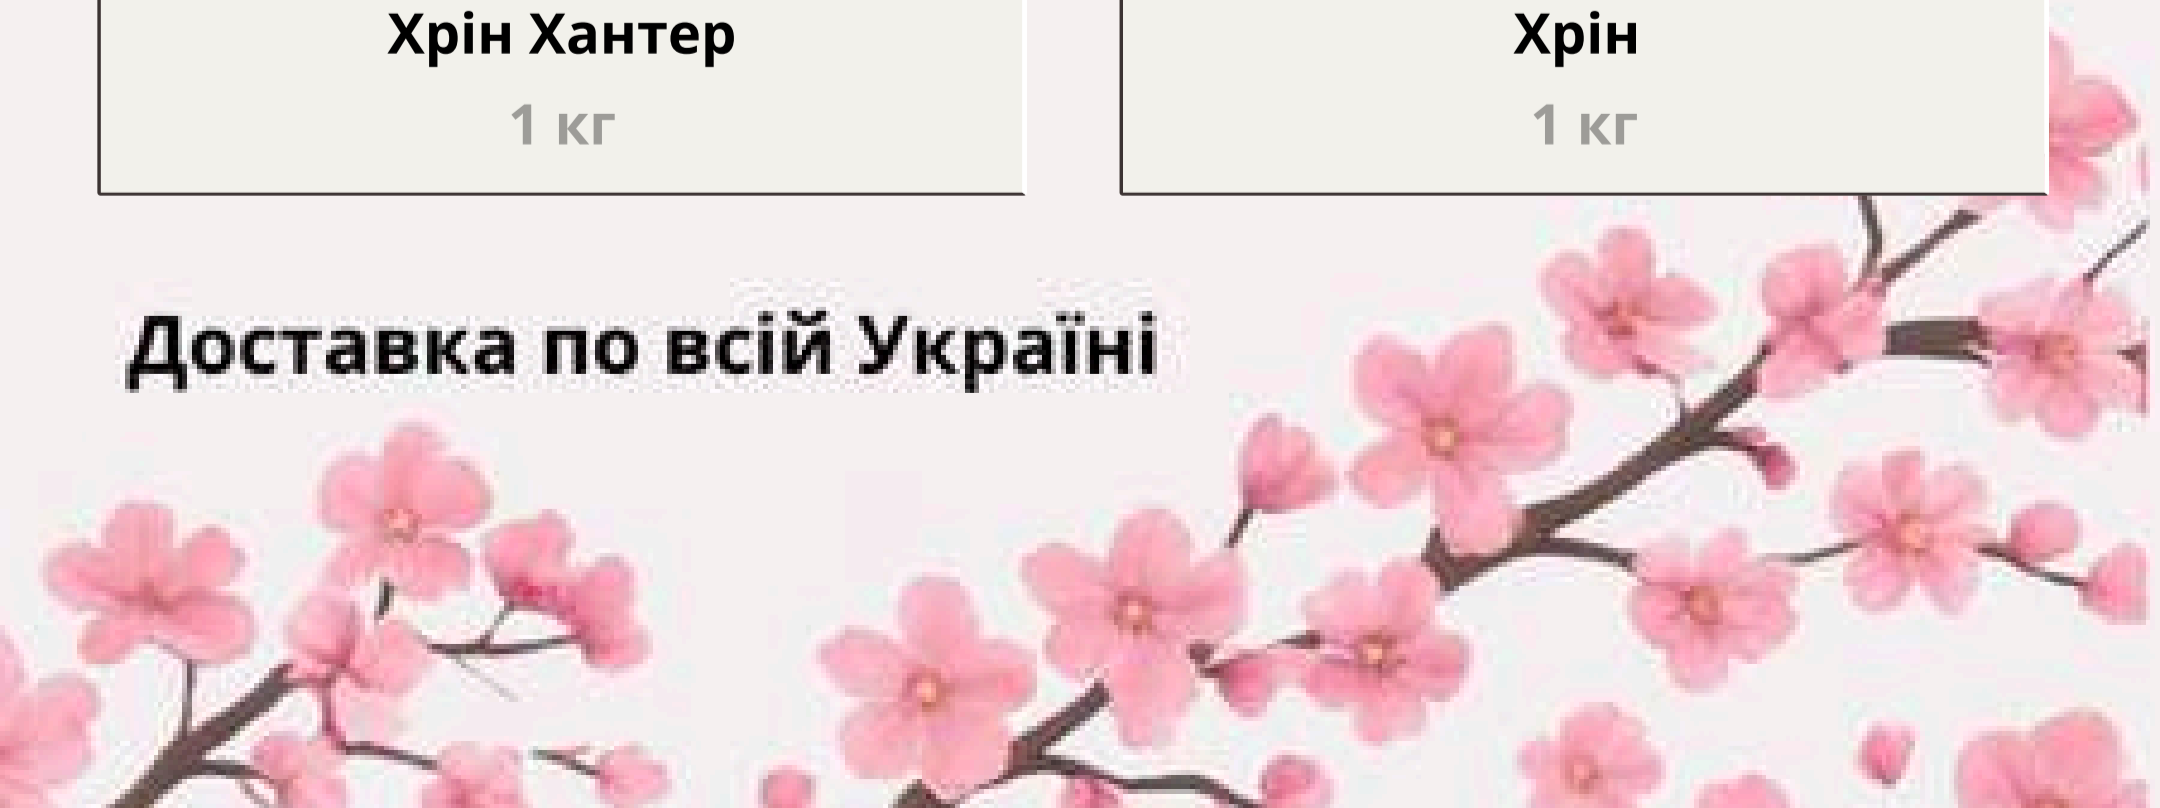 Хрін Хантер
1 кг
Хрін
1 кг
Доставка по всій Україні